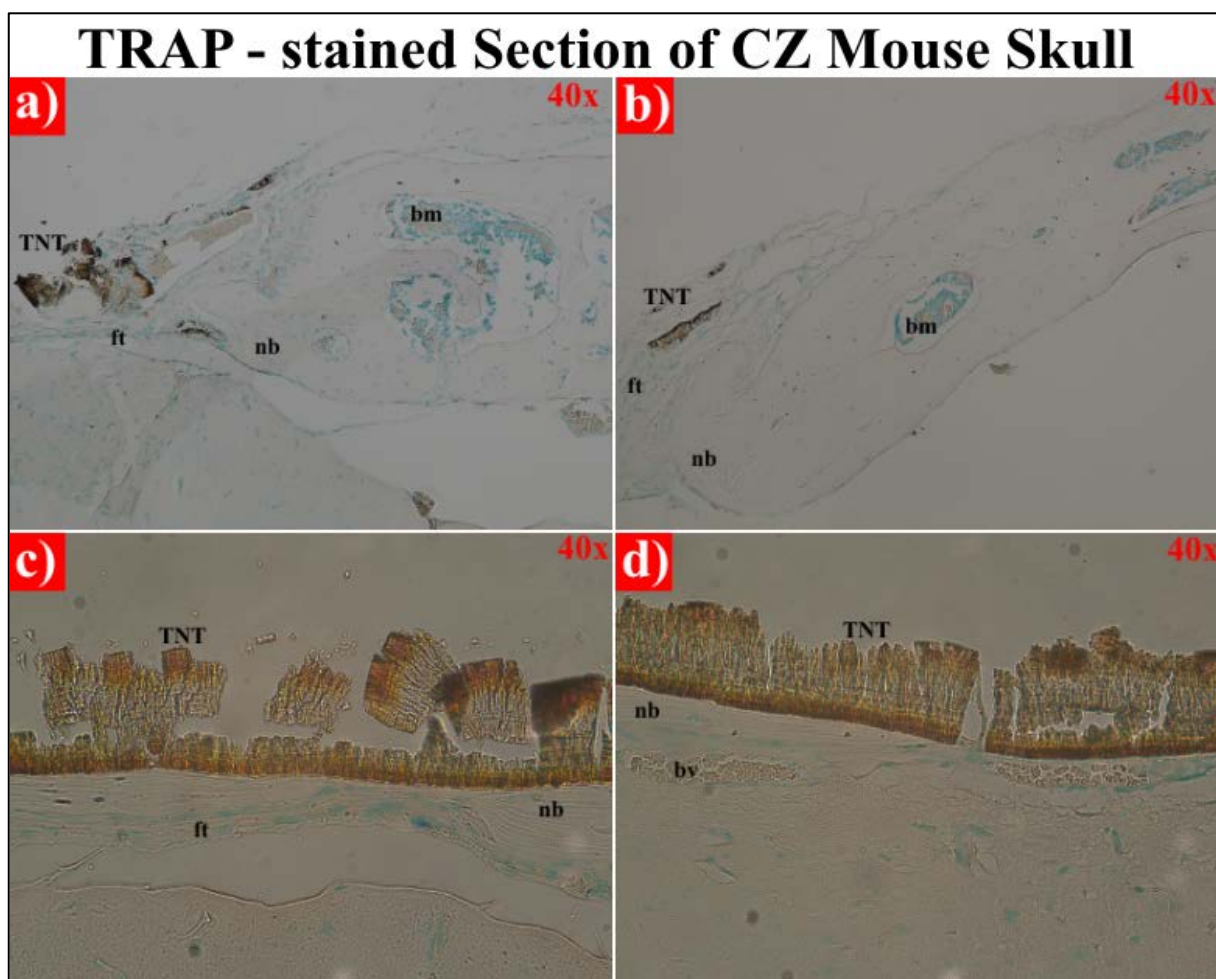 TRAP - stained Section of CZ Mouse Skull
a)
40x
bm
TNT
ft
nb
b)
40x
TNT
bm
ft
nb
c)
40x
TNT
nb
ft
d)
40x
TNT
nb
bv